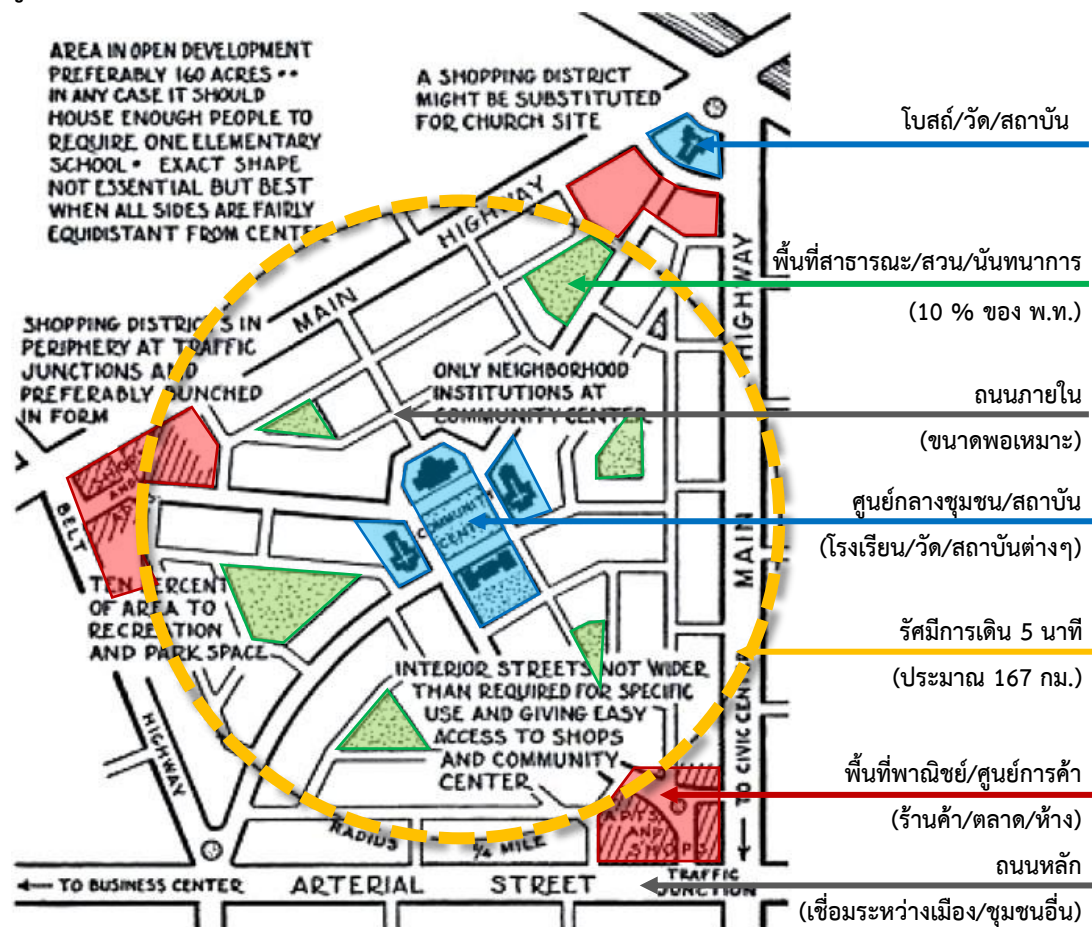 AREA IN OPEN DEVELOPMENT
PREFERABLY 160 ACRES • •
IN ANY CASE IT SHOULD
HOUSE ENOUGH PEOPLE TO
REQUIRE ONE ELEMENTARY
SCHOOL • EXACT SHAPE
NOT ESSENTIAL BUT BEST
WHEN ALL SIDES ARE FAIRLY
EQUIDISTANT FROM CENTER
A SHOPPING DISTRICT
MIGHT BE SUBSTITUTED
FOR CHURCH SITE
โบสถ์/วัด/สถาบัน
MAIN HIGHWAY
HIGHWAY
พื้นที่สาธารณะ/สวน/นันทนาการ
(10 % ของ พ.ท.)
SHOPPING DISTRICTS IN
PERIPHERY AT TRAFFIC
JUNCTIONS AND
PREFERABLY BUNCHED
IN FORM
ONLY NEIGHBORHOOD
INSTITUTIONS AT
COMMUNITY CENTER
ถนนภายใน
(ขนาดพอเหมาะ)
SHOPS
AND
BELT
COMMUNITY
CENTER
ศูนย์กลางชุมชน/สถาบัน
(โรงเรียน/วัด/สถาบันต่างๆ)
MAIN
TEN PERCENT
OF AREA TO
RECREATION
AND PARK SPACE
รัศมีการเดิน 5 นาที
(ประมาณ 167 กม.)
INTERIOR STREETS NOT WIDER
THAN REQUIRED FOR SPECIFIC
USE AND GIVING EASY
ACCESS TO SHOPS
AND COMMUNITY
CENTER
HIGHWAY
TO CIVIC CENTER
พื้นที่พาณิชย์/ศูนย์การค้า
(ร้านค้า/ตลาด/ห้าง)
APTS
AND
SHOPS
RADIUS ¼ MILE
TO BUSINESS CENTER
ARTERIAL STREET
TRAFFIC
JUNCTION
ถนนหลัก
(เชื่อมระหว่างเมือง/ชุมชนอื่น)